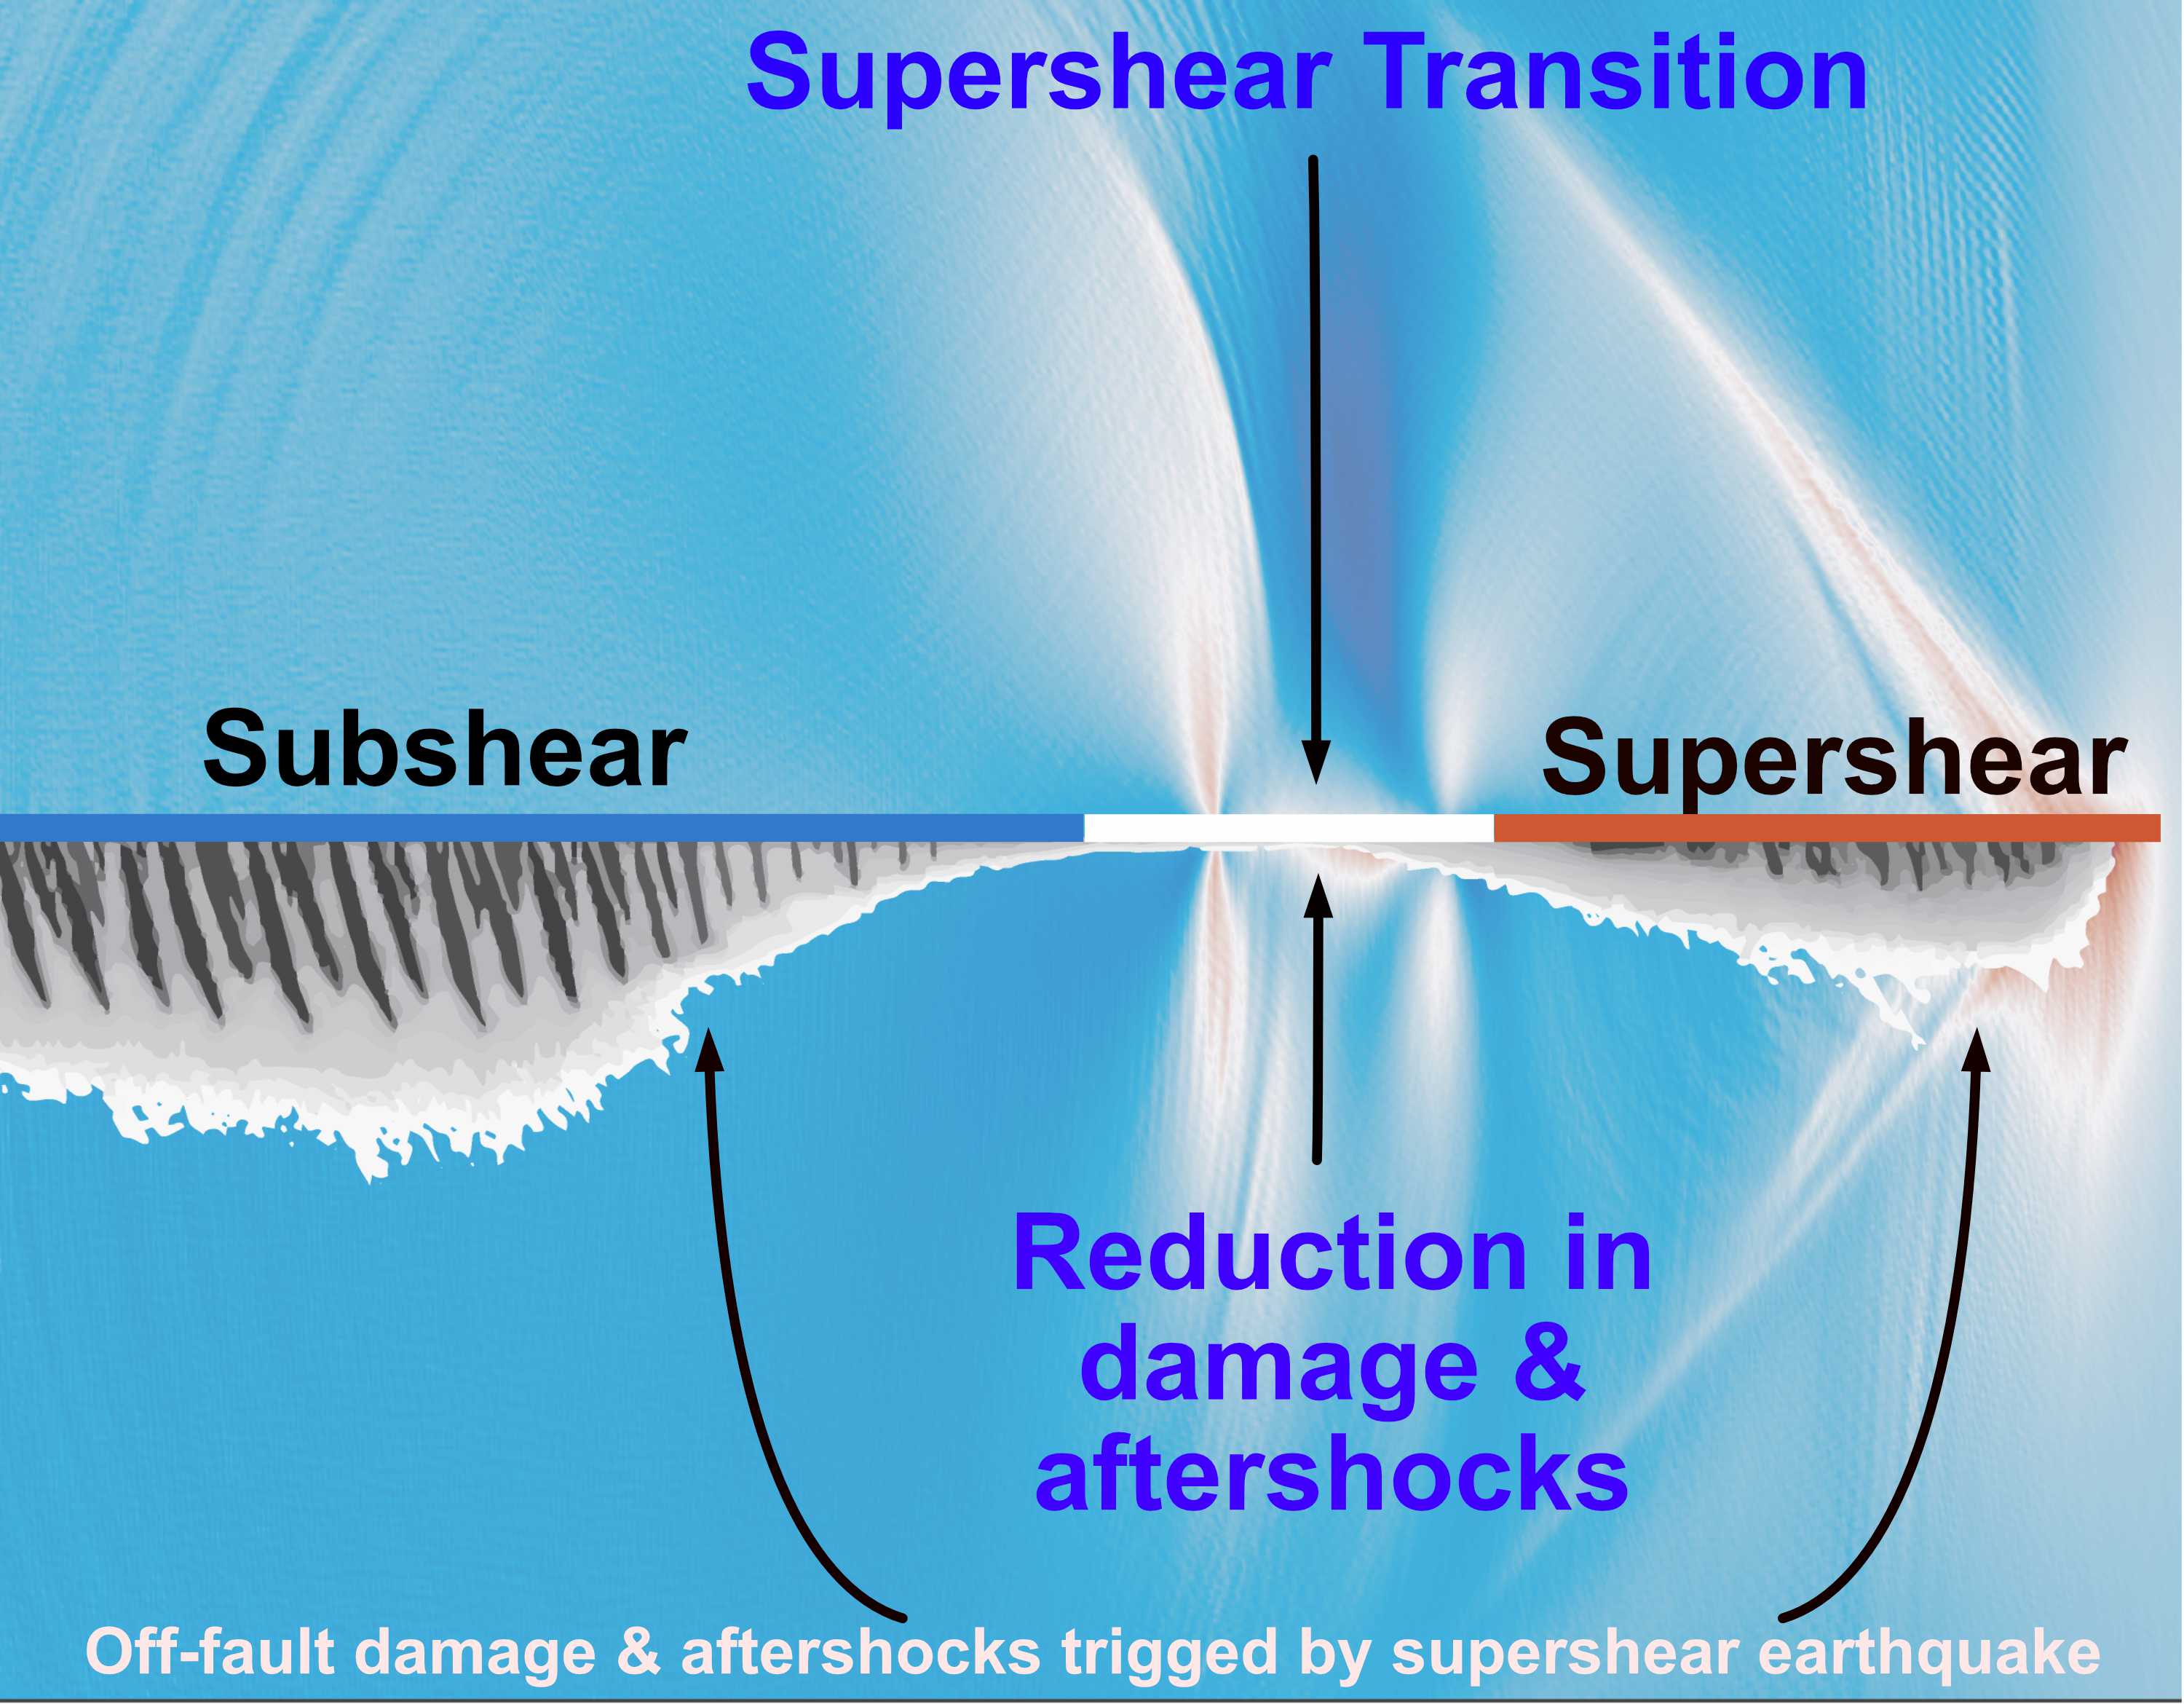 Supershear Transition
Subshear
Supershear
Reduction in
damage &
aftershocks
Off-fault damage & aftershocks trigged by supershear earthquake